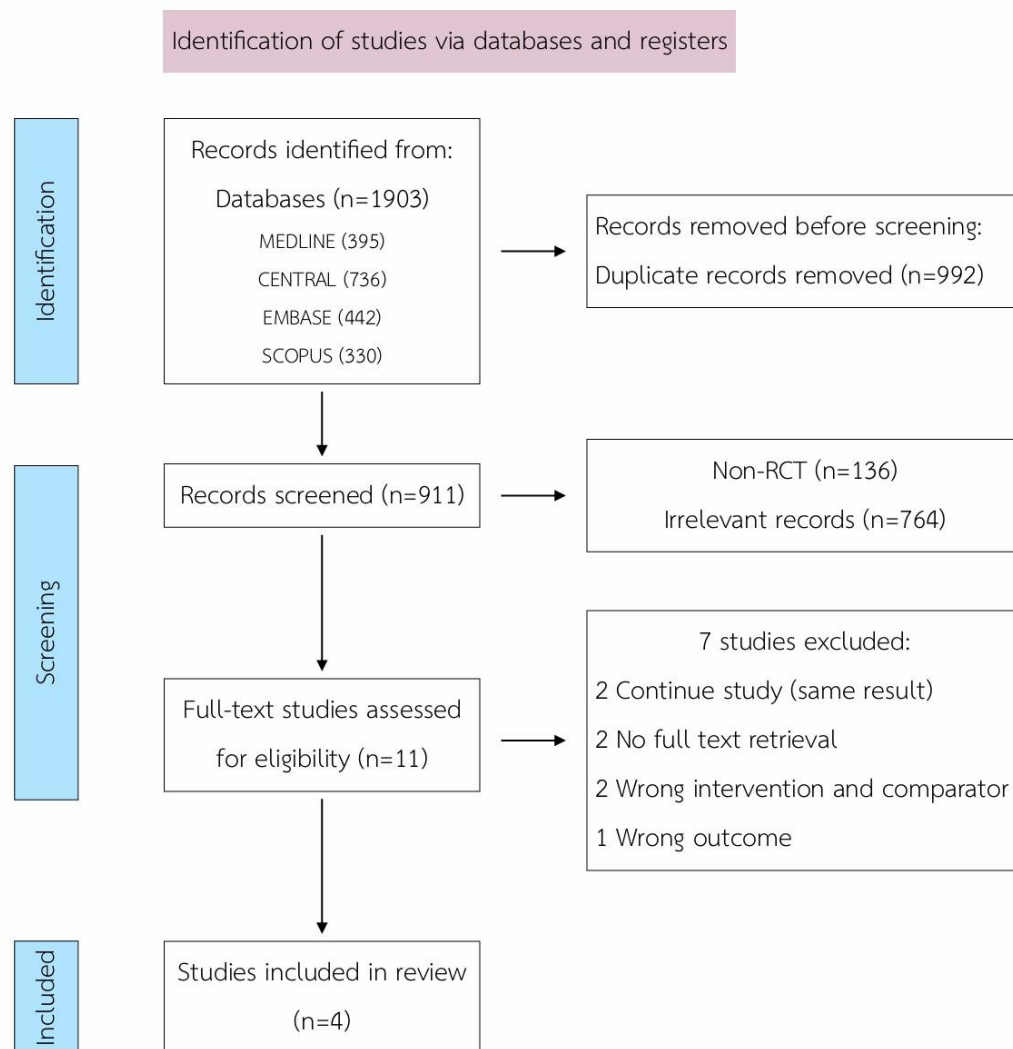 Identification of studies via databases and registers
Identification
Records identified from:
Databases (n=1903)
MEDLINE (395)
CENTRAL (736)
EMBASE (442)
SCOPUS (330)
Records removed before screening:
Duplicate records removed (n=992)
Screening
Records screened (n=911)
Non-RCT (n=136)
Irrelevant records (n=764)
Full-text studies assessed
for eligibility (n=11)
7 studies excluded:
2 Continue study (same result)
2 No full text retrieval
2 Wrong intervention and comparator
1 Wrong outcome
Included
Studies included in review
(n=4)